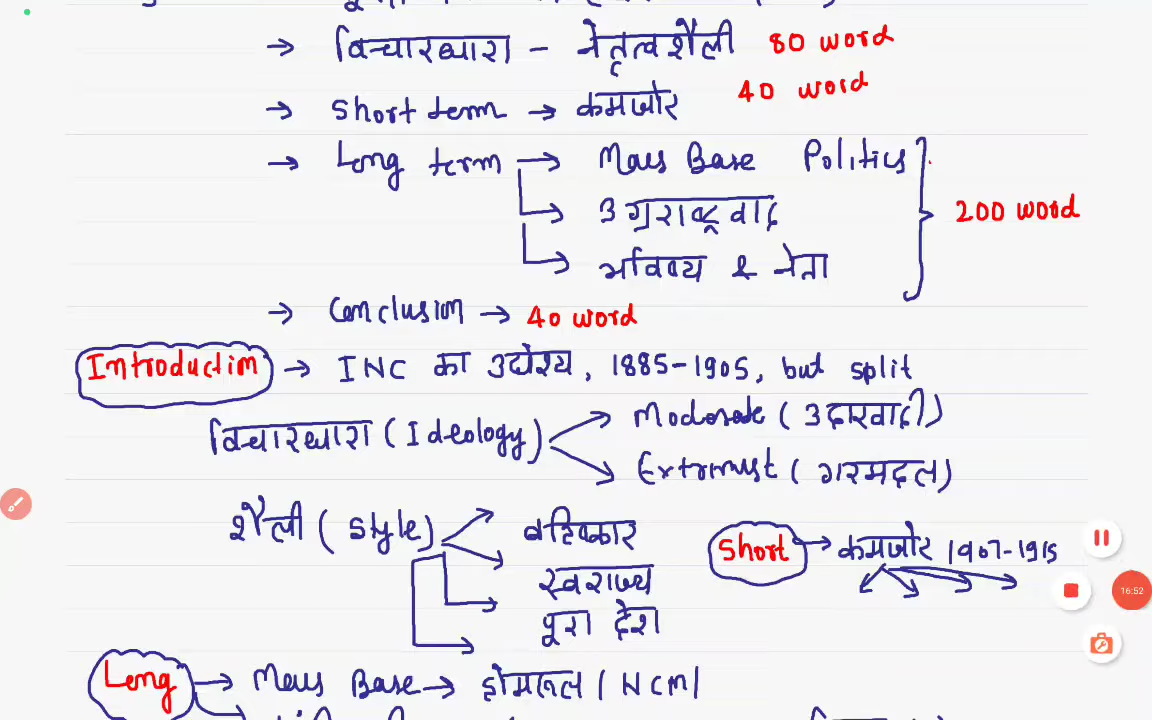 → विचारधारा - नेतृत्व शैली 80 word
→ Short term → कमजोर 40 word
→ Long term → Mass Base Politics
→ उग्रराष्ट्रवाद 200 word
→ भविष्य & नेता
→ Conclusion → 40 word
Introduction → INC का उद्देश्य, 1885-1905, but split
विचारधारा (Ideology) Moderate (उदारवादी)
Extremist (गरमदल)
शैली (Style) बहिष्कार
Short → कमजोर 1907-1915
स्वराज्य
पूरा देश
Long → Mass Base → होमरूल / NCM /
16:52